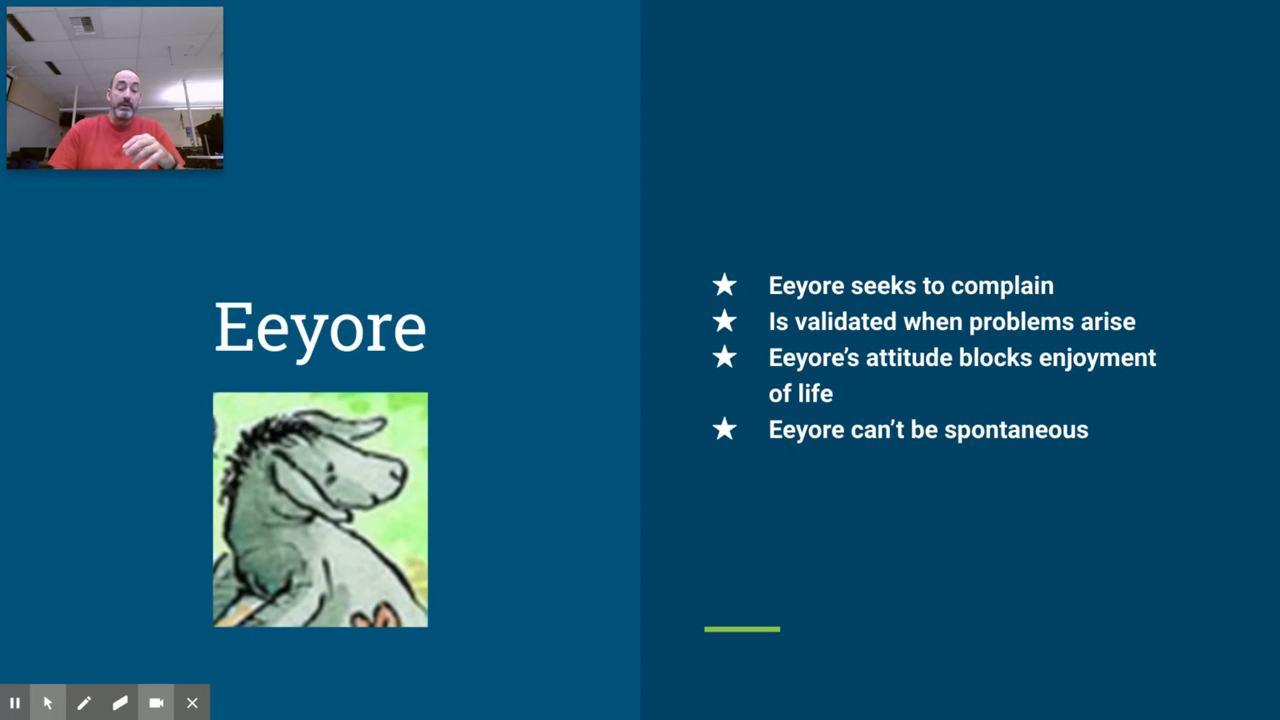 Eeyore
★ Eeyore seeks to complain
★ Is validated when problems arise
★ Eeyore’s attitude blocks enjoyment
of life
★ Eeyore can’t be spontaneous